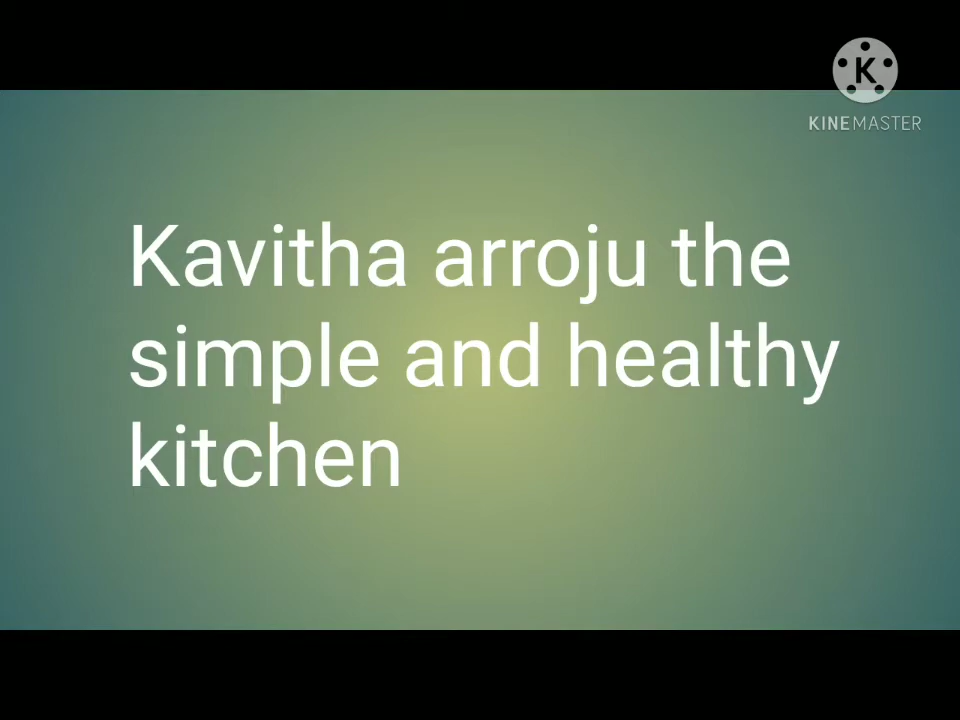 K
KINEMASTER
Kavitha arroju the
simple and healthy
kitchen